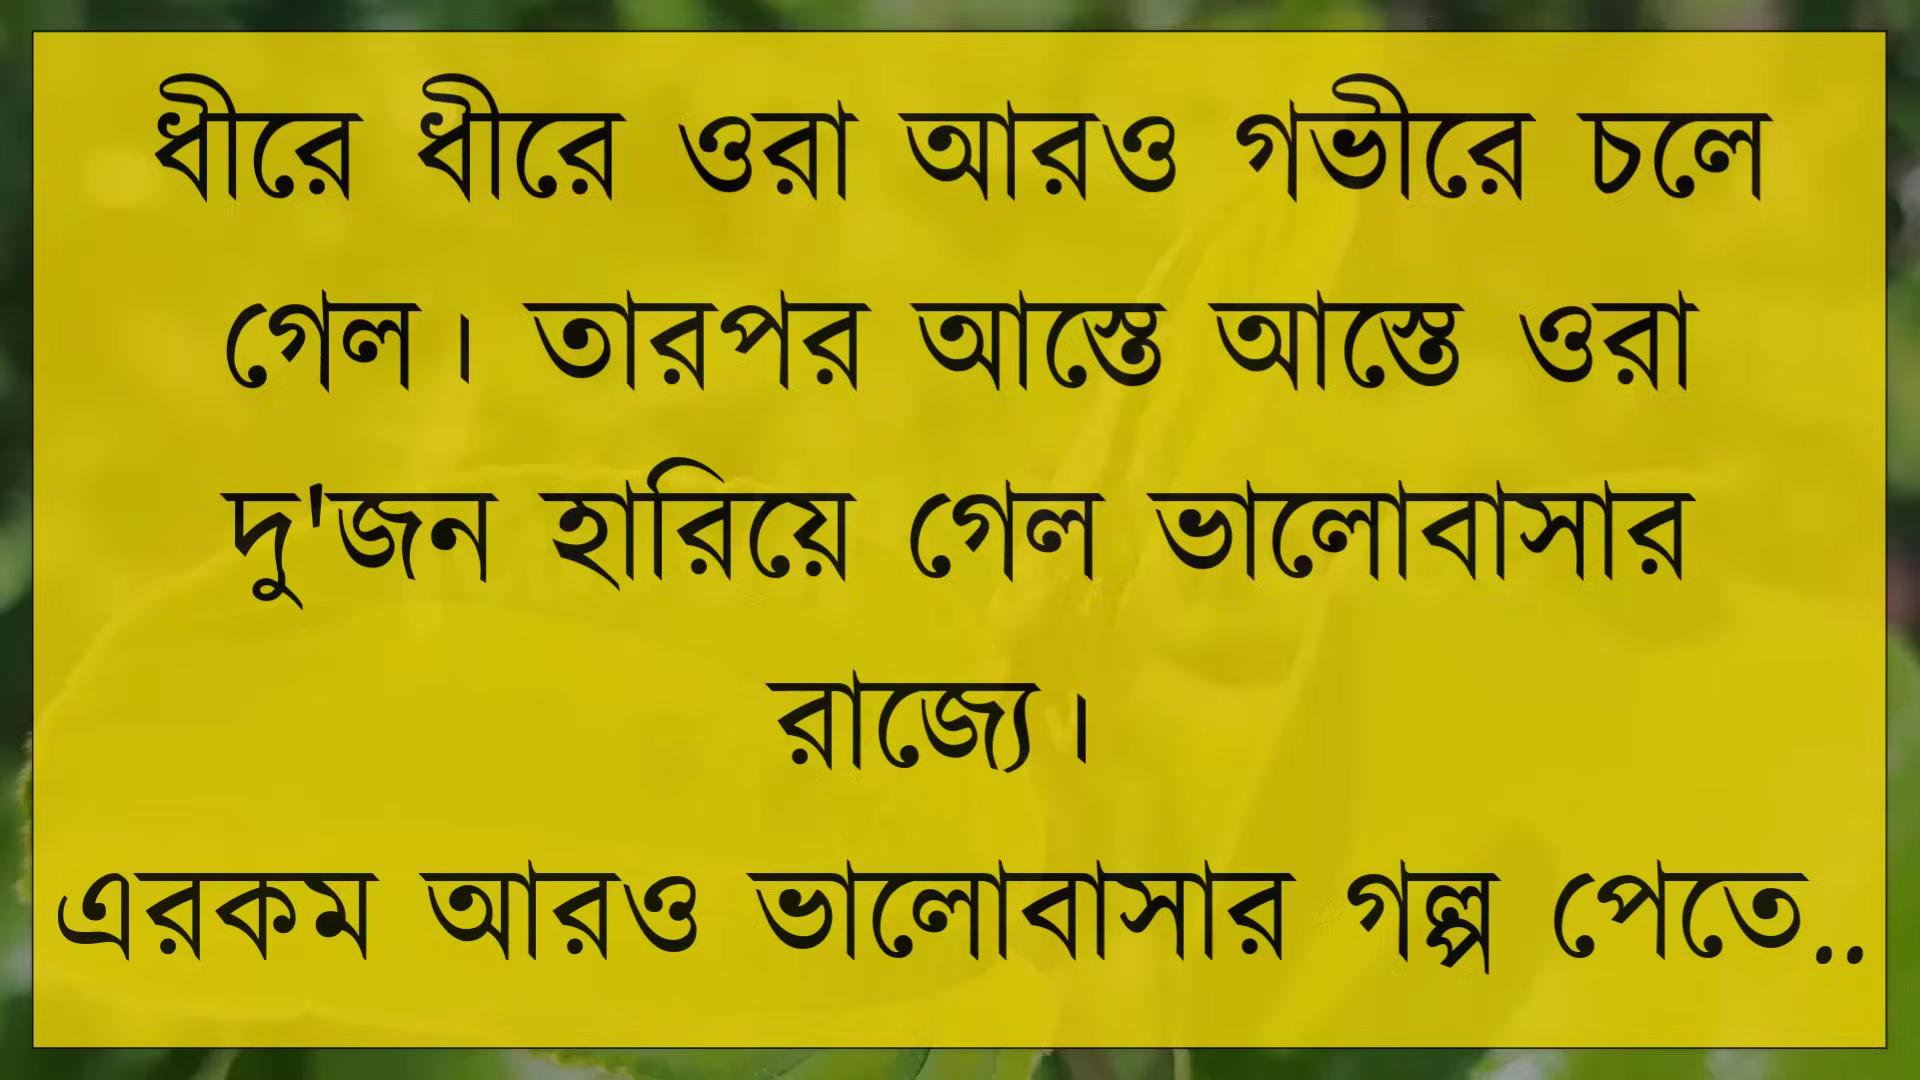 ধীরে ধীরে ওরা আরও গভীরে চলে
গেল। তারপর আস্তে আস্তে ওরা
দু'জন হারিয়ে গেল ভালোবাসার
রাজ্যে।
এরকম আরও ভালোবাসার গল্প পেতে..